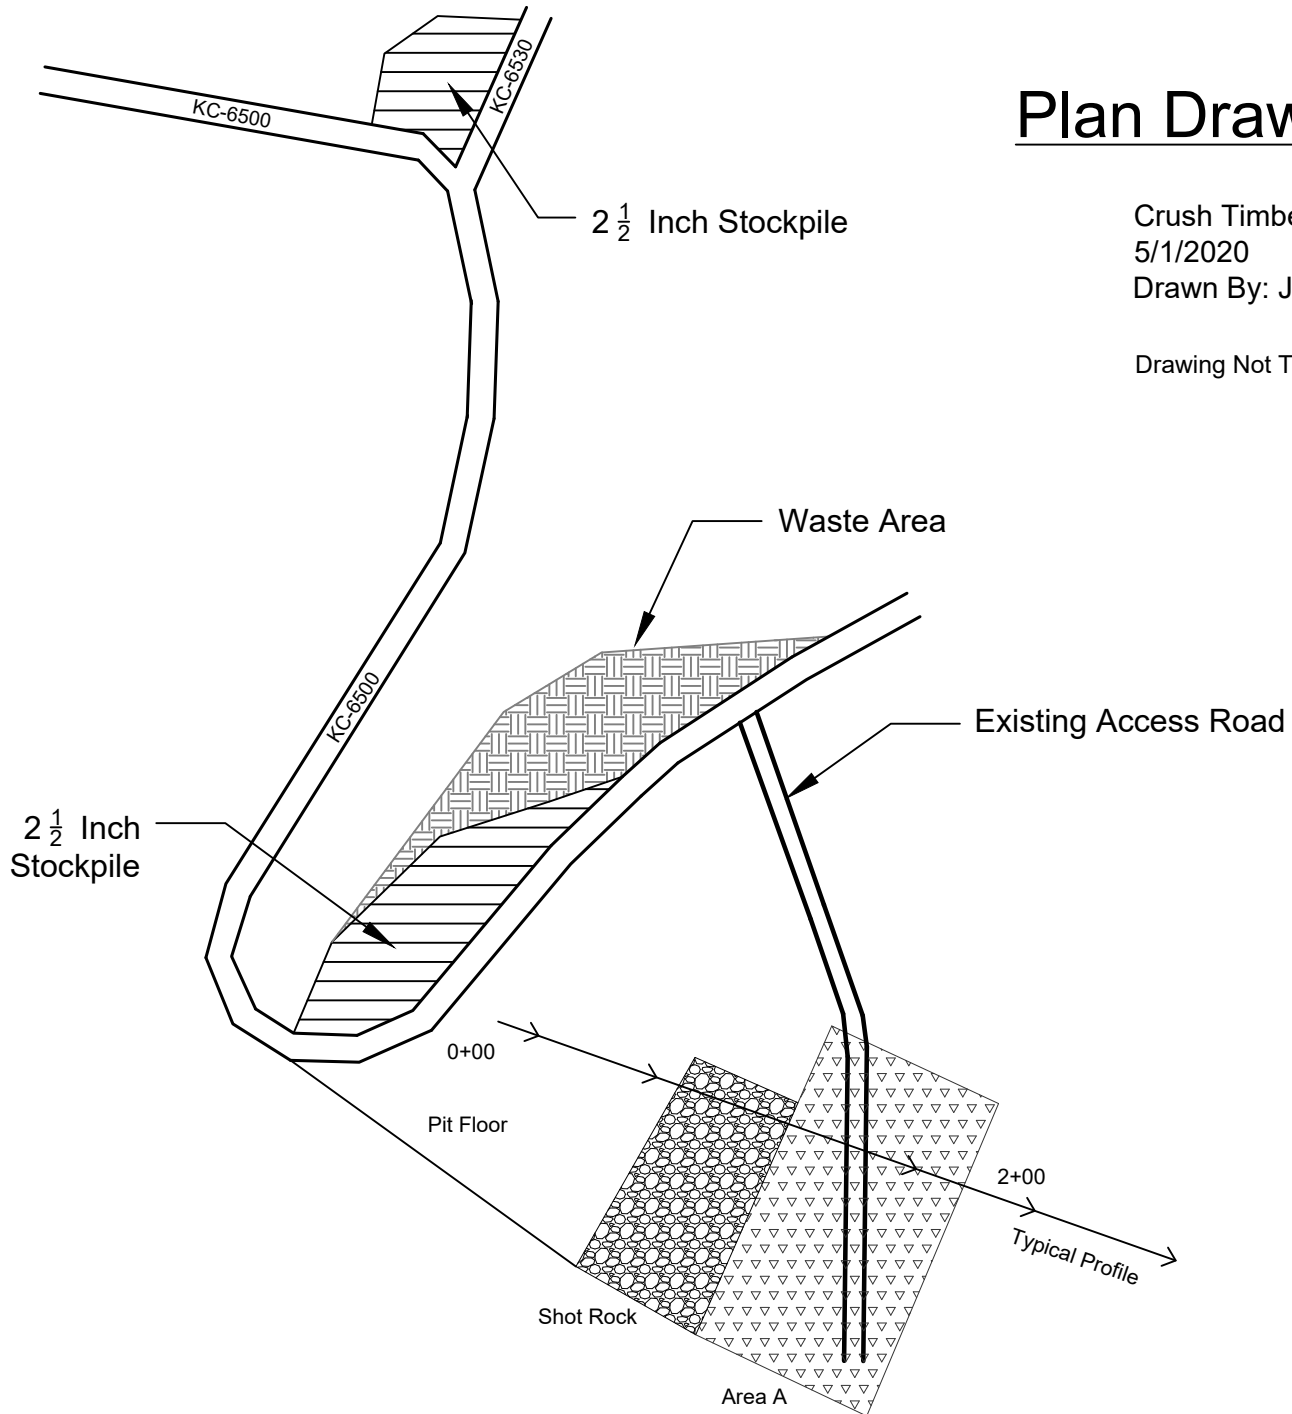 KC-6500
KC-6530
Plan Draw
2 1/2 Inch Stockpile
Crush Timbe
5/1/2020
Drawn By: J
Drawing Not T
Waste Area
KC-6500
Existing Access Road
2 1/2 Inch
Stockpile
0+00
Pit Floor
2+00
Typical Profile
Shot Rock
Area A